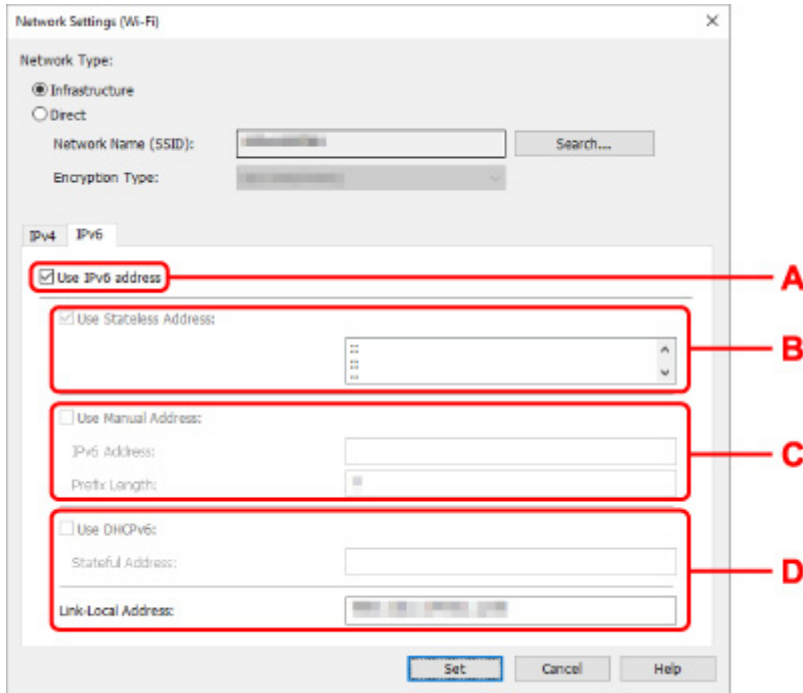 Network Settings (Wi-Fi)
Network Type:
Infrastructure
Direct
Network Name (SSID):
Search...
Encryption Type:
IPv4 IPv6
Use IPv6 address
A
Use Stateless Address:
::
::
::
B
Use Manual Address:
IPv6 Address:
Prefix Length:
C
Use DHCPv6:
Stateful Address:
D
Link-Local Address:
Set Cancel Help